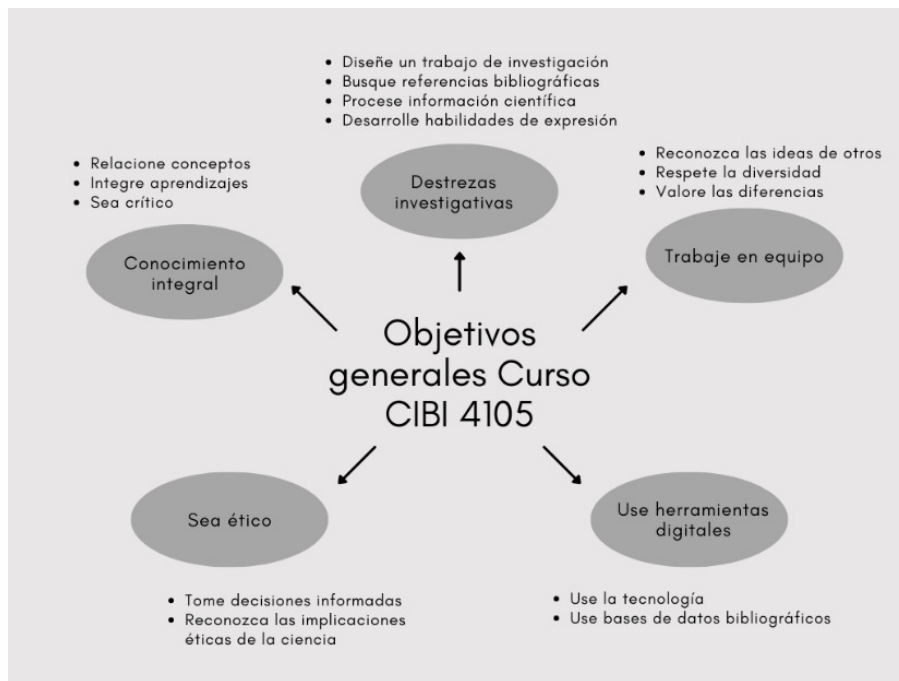 • Diseñe un trabajo de investigación
• Busque referencias bibliográficas
• Procese información científica
• Desarrolle habilidades de expresión
Destrezas
investigativas
• Relacione conceptos
• Integre aprendizajes
• Sea crítico
Conocimiento
integral
• Reconozca las ideas de otros
• Respete la diversidad
• Valore las diferencias
Trabaje en equipo
Objetivos
generales Curso
CIBI 4105
Sea ético
• Tome decisiones informadas
• Reconozca las implicaciones
éticas de la ciencia
Use herramientas
digitales
• Use la tecnología
• Use bases de datos bibliográficos